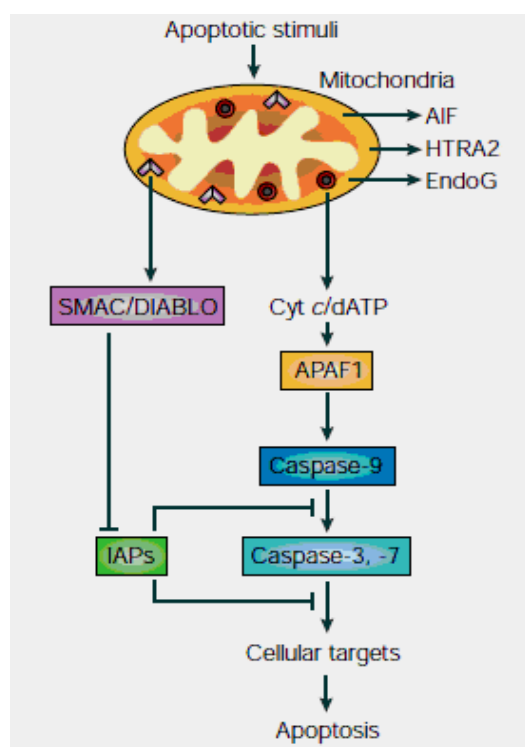 Apoptotic stimuli
Mitochondria
AIF
HTRA2
EndoG
SMAC/DIABLO
Cyt c/dATP
APAF1
Caspase-9
IAPs
Caspase-3, -7
Cellular targets
Apoptosis